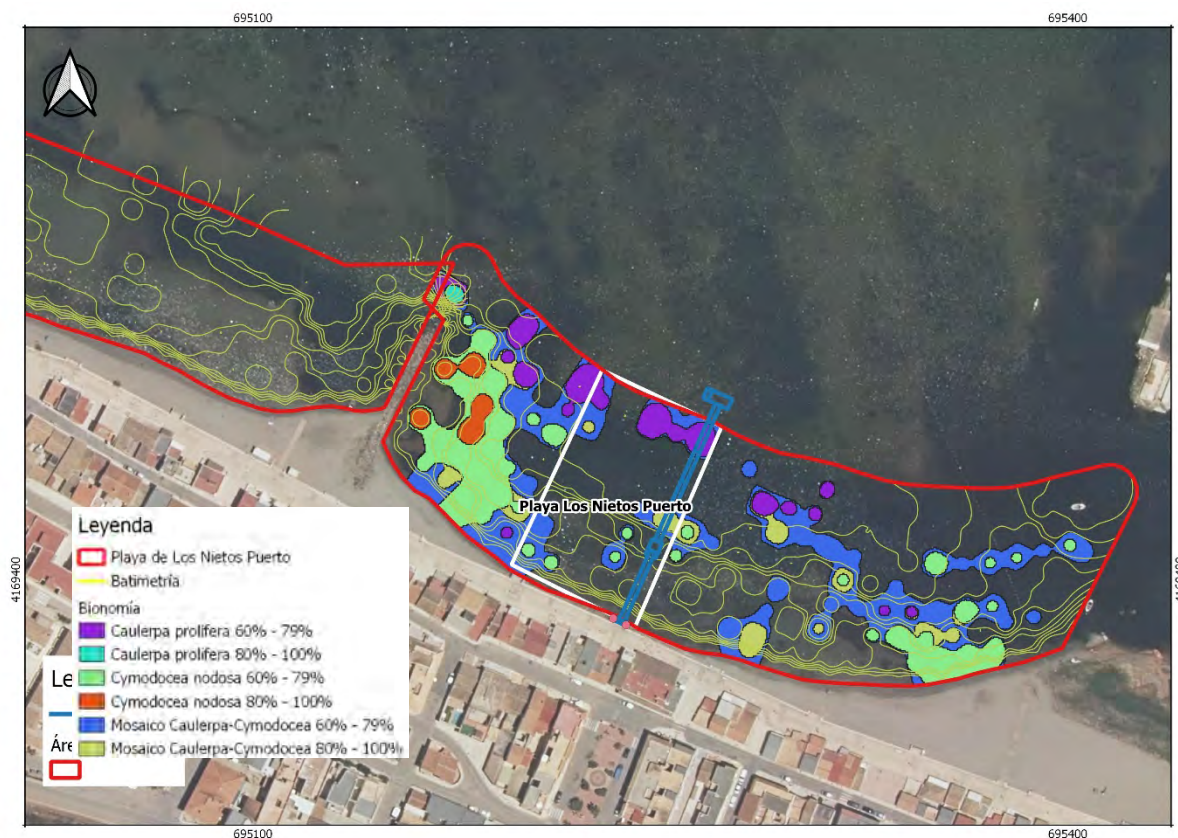 695100
695400
Playa Los Nietos Puerto
4169400
Leyenda
Playa de Los Nietos Puerto
Batimetría
Bionomía
Caulerpa prolifera 60% - 79%
Caulerpa prolifera 80% - 100%
Cymodocea nodosa 60% - 79%
Cymodocea nodosa 80% - 100%
Mosaico Caulerpa-Cymodocea 60% - 79%
Mosaico Caulerpa-Cymodocea 80% - 100%
Le
Áre
695100
695400